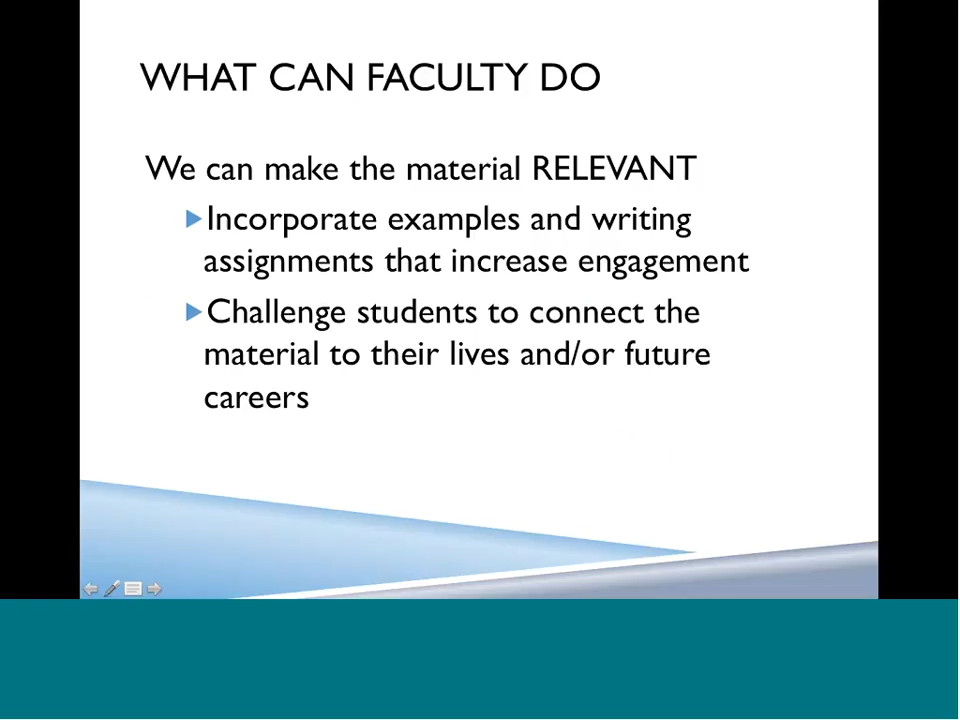 WHAT CAN FACULTY DO
We can make the material RELEVANT
Incorporate examples and writing
assignments that increase engagement
Challenge students to connect the
material to their lives and/or future
careers